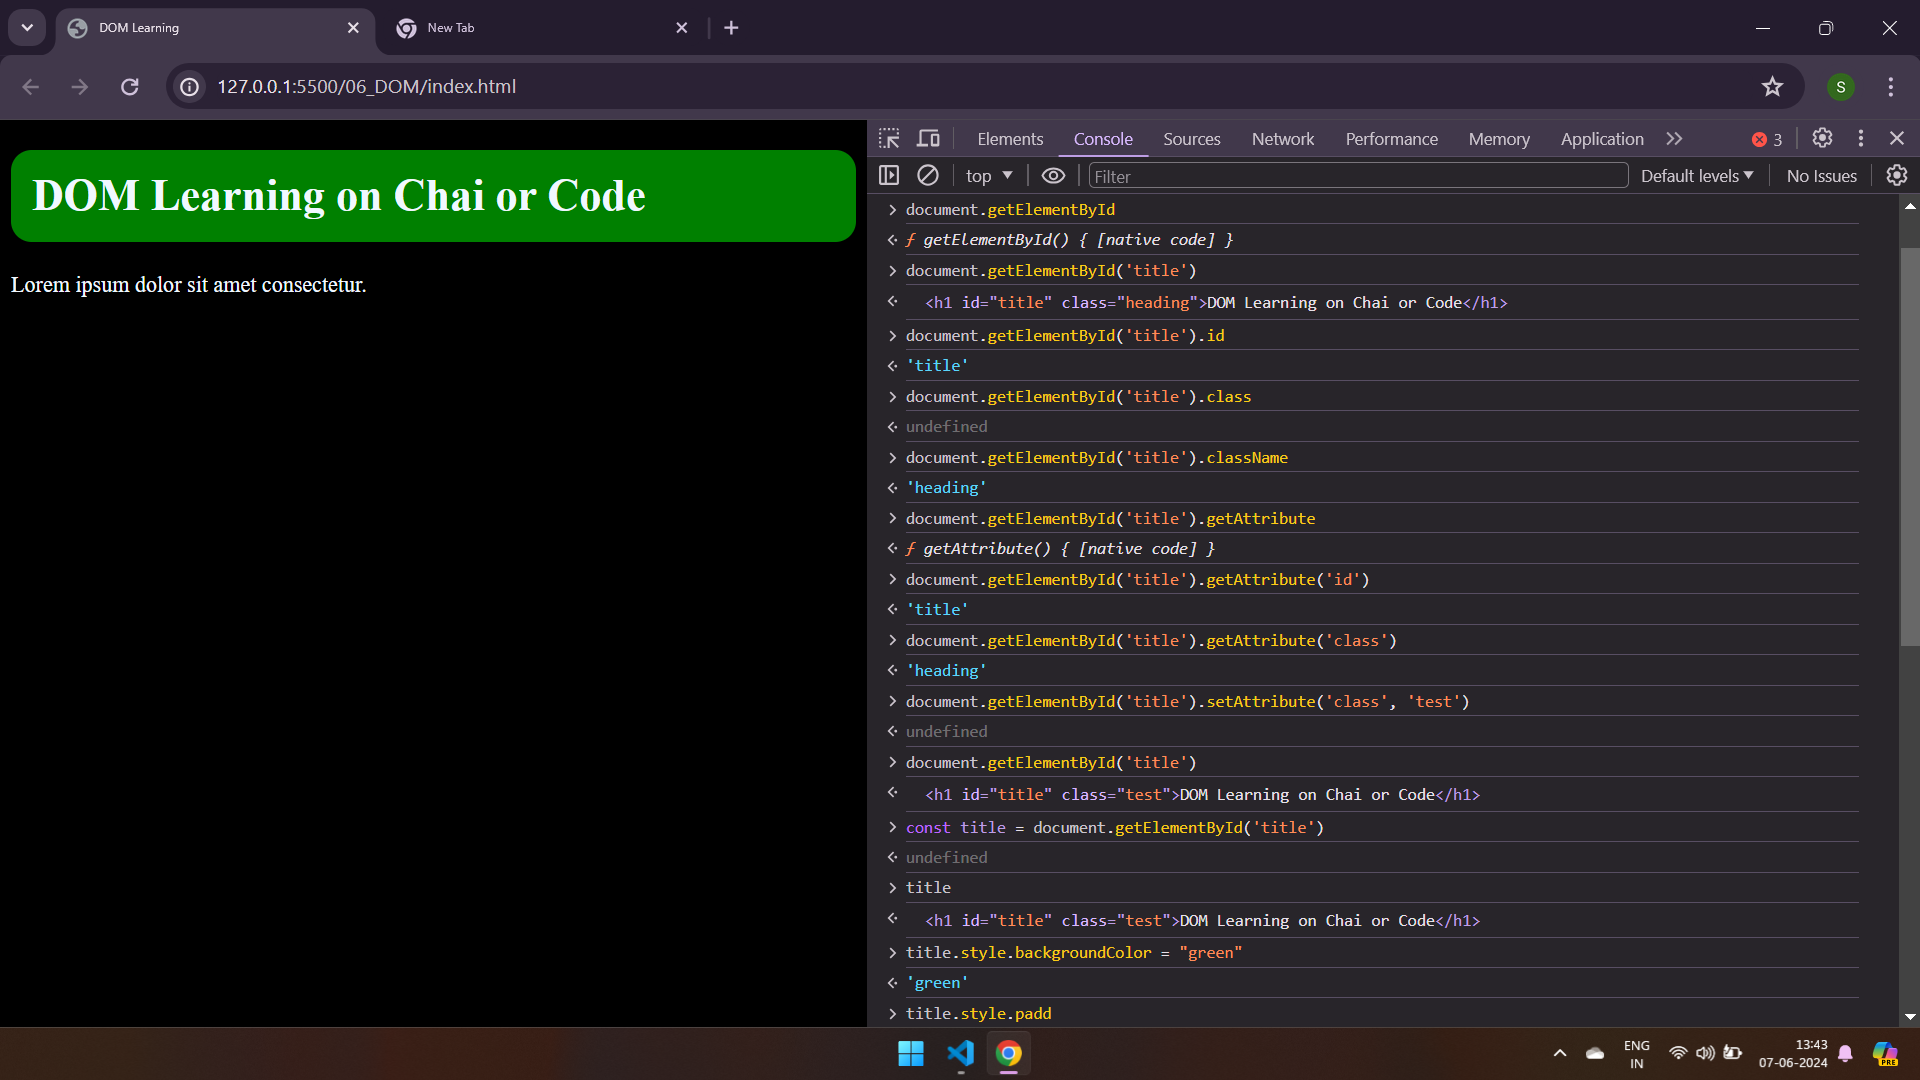 DOM Learning
New Tab
127.0.0.1:5500/06_DOM/index.html
S
DOM Learning on Chai or Code
Lorem ipsum dolor sit amet consectetur.
Elements Console Sources Network Performance Memory Application 3
top Filter Default levels No Issues
document.getElementById
ƒ getElementById() { [native code] }
document.getElementById('title')
<h1 id="title" class="heading">DOM Learning on Chai or Code</h1>
document.getElementById('title').id
'title'
document.getElementById('title').class
undefined
document.getElementById('title').className
'heading'
document.getElementById('title').getAttribute
ƒ getAttribute() { [native code] }
document.getElementById('title').getAttribute('id')
'title'
document.getElementById('title').getAttribute('class')
'heading'
document.getElementById('title').setAttribute('class', 'test')
undefined
document.getElementById('title')
<h1 id="title" class="test">DOM Learning on Chai or Code</h1>
const title = document.getElementById('title')
undefined
title
<h1 id="title" class="test">DOM Learning on Chai or Code</h1>
title.style.backgroundColor = "green"
'green'
title.style.padd
ENG
IN
13:43
07-06-2024
PRE